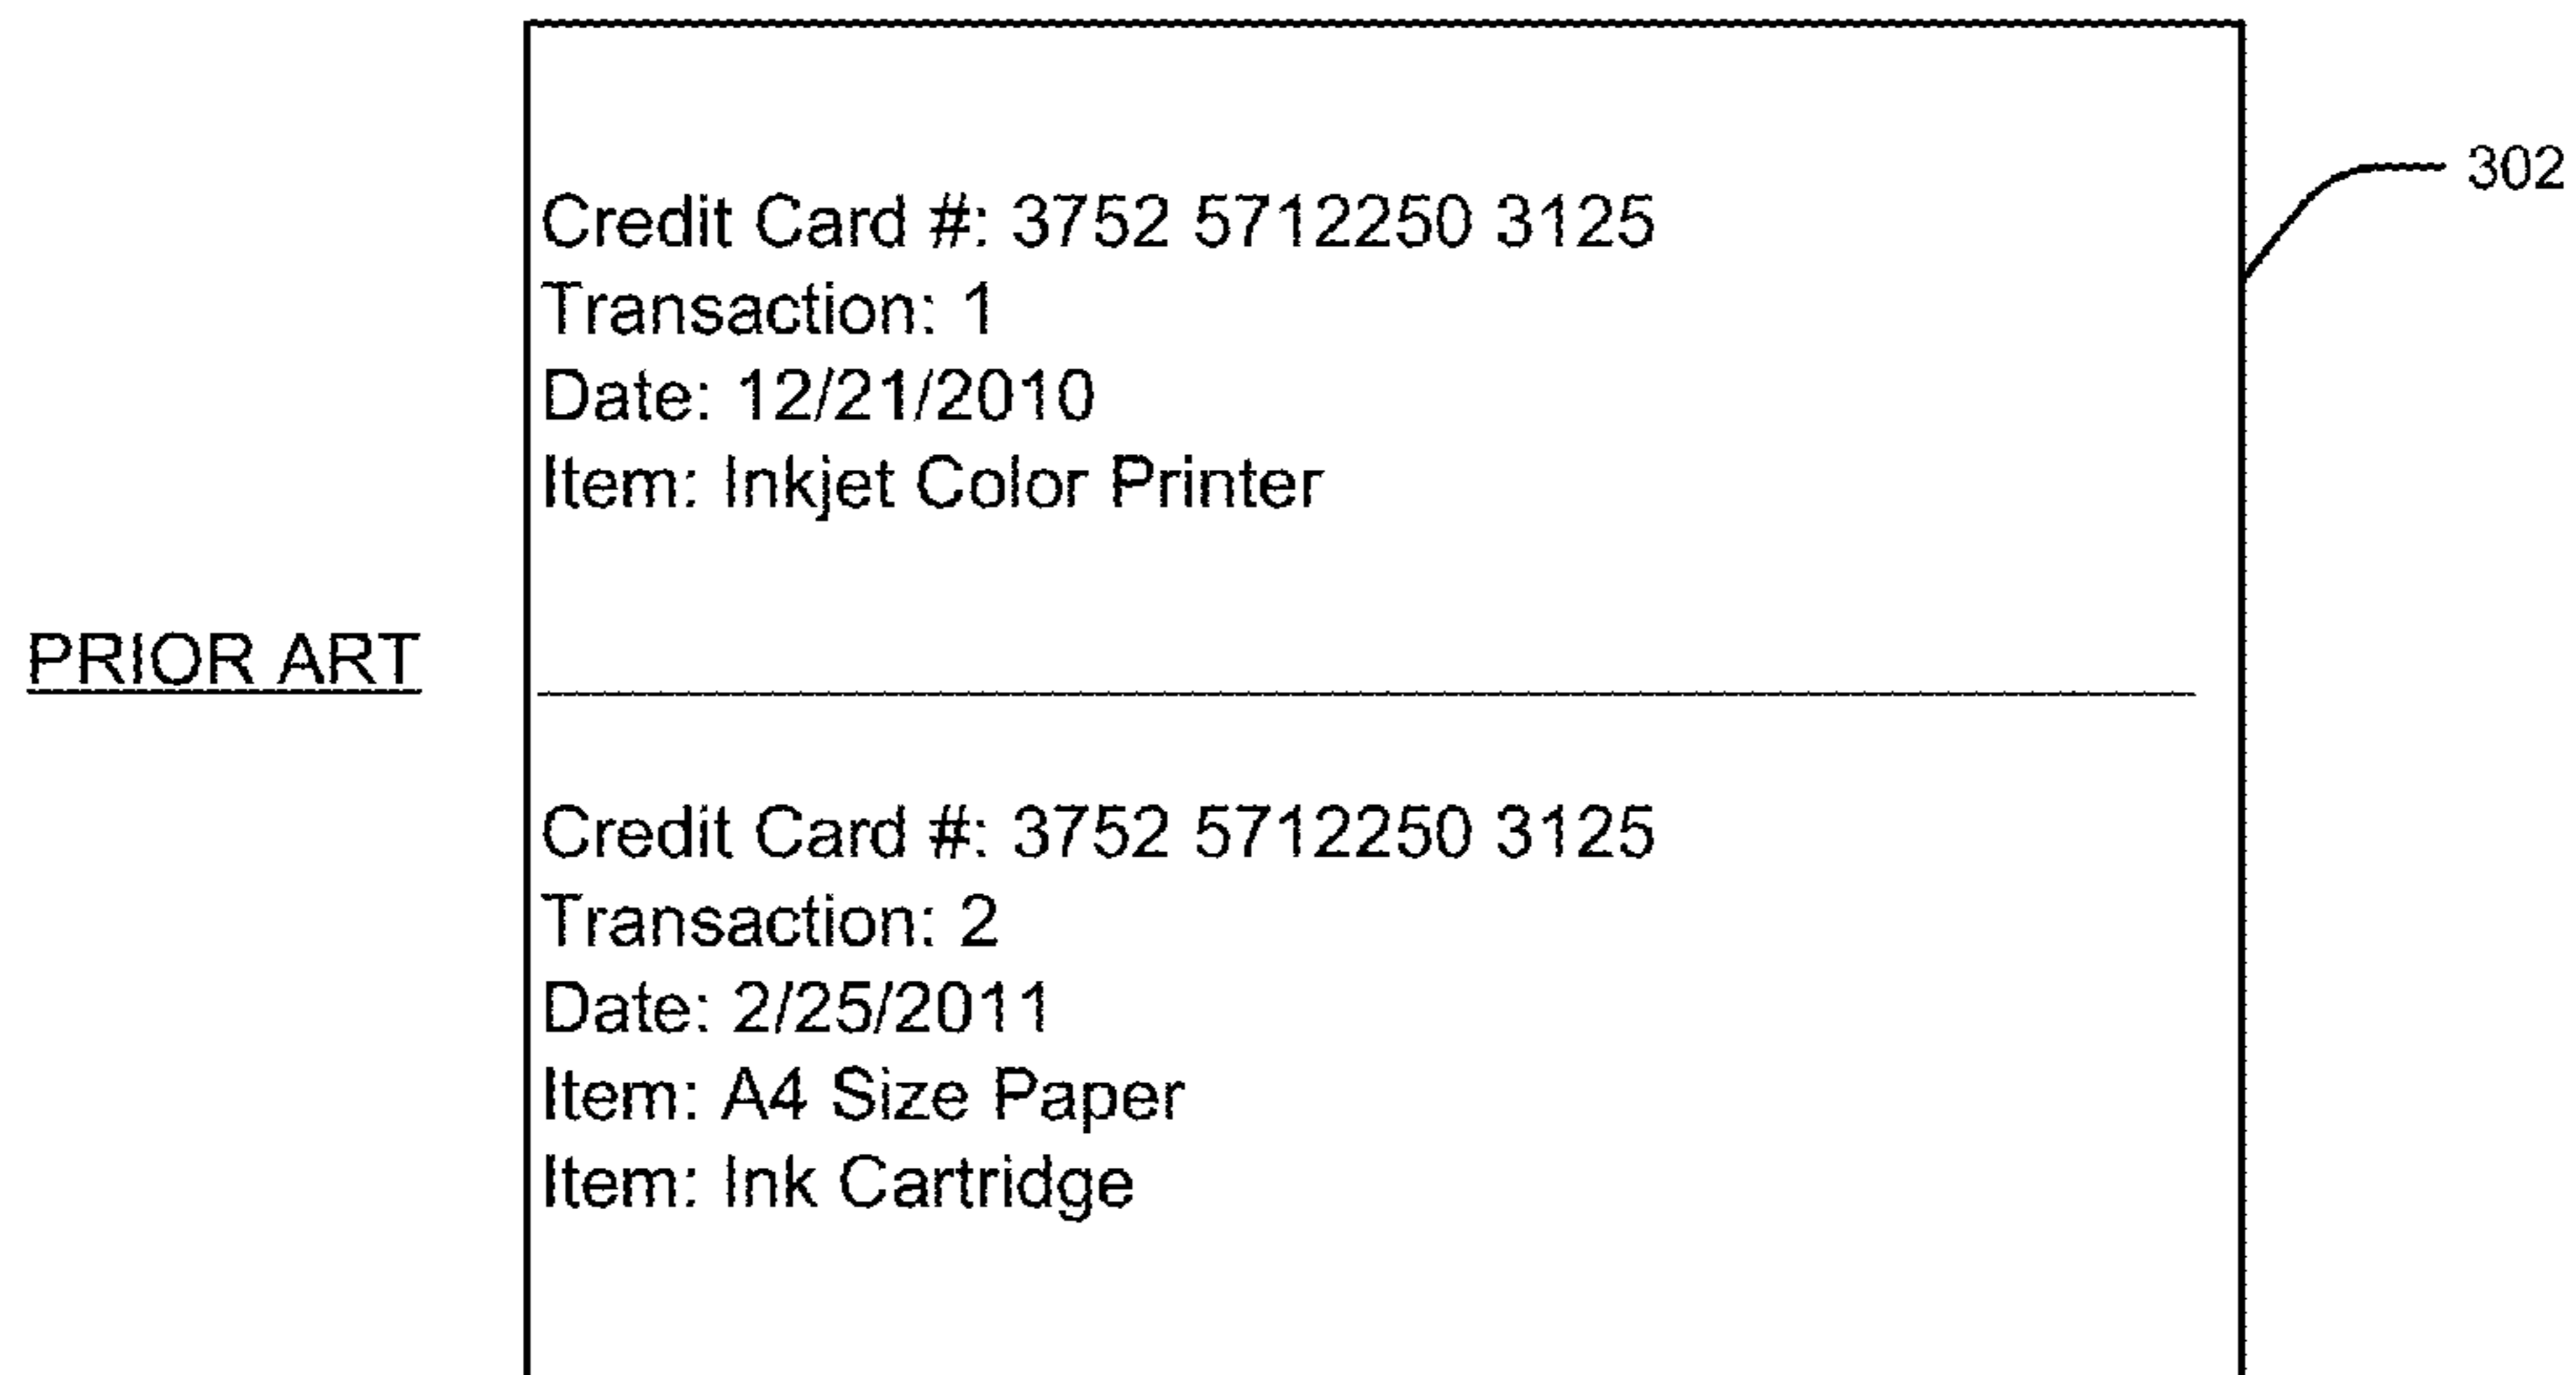 302
Credit Card #: 3752 5712250 3125
Transaction: 1
Date: 12/21/2010
Item: Inkjet Color Printer
PRIOR ART
Credit Card #: 3752 5712250 3125
Transaction: 2
Date: 2/25/2011
Item: A4 Size Paper
Item: Ink Cartridge